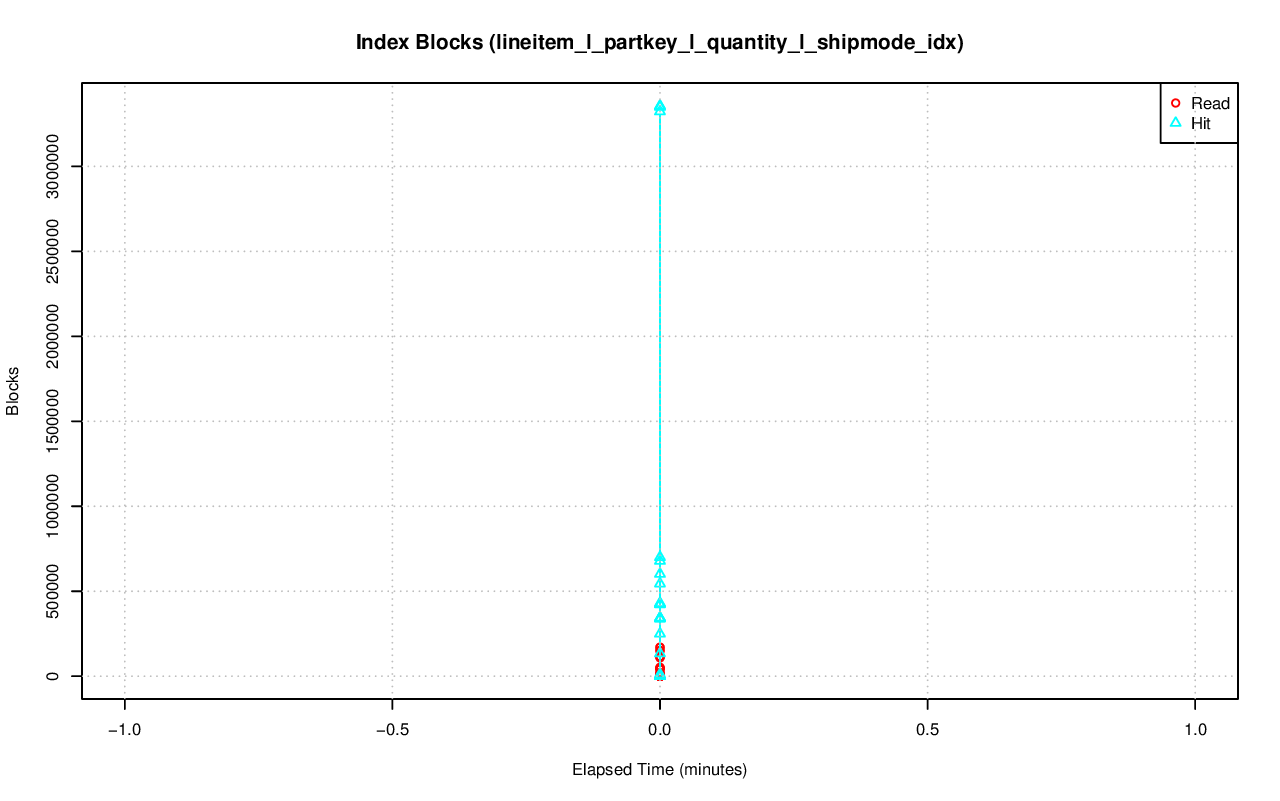 Index Blocks (lineitem_l_partkey_l_quantity_l_shipmode_idx)
Read
Hit
3000000
2500000
2000000
1500000
1000000
500000
0
Blocks
−1.0
−0.5
0.0
0.5
1.0
Elapsed Time (minutes)